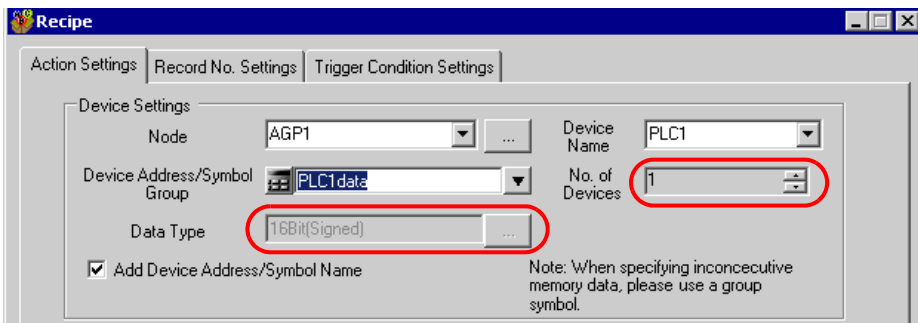 Recipe
Action Settings Record No. Settings Trigger Condition Settings
Device Settings
Node AGP1 ... Device Name PLC1
Device Address/Symbol Group PLC1data No. of Devices 1
Data Type 16Bit(Signed) ...
Add Device Address/Symbol Name
Note: When specifying inconcecutive
memory data, please use a group
symbol.